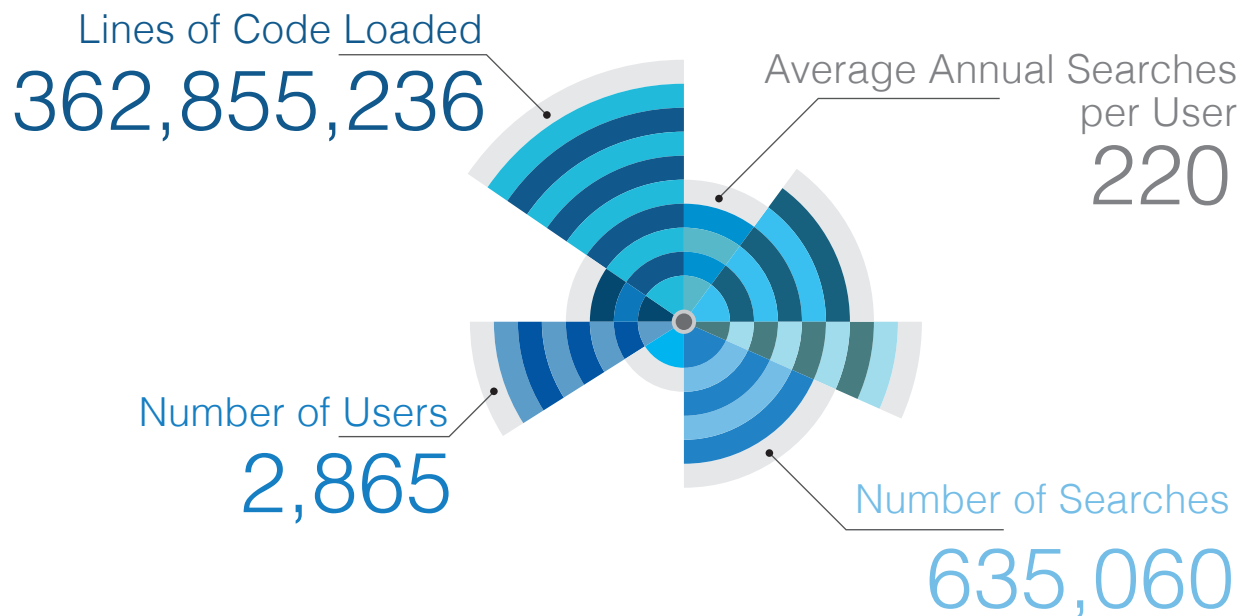 Lines of Code Loaded
362,855,236
Average Annual Searches
per User
220
Number of Users
2,865
Number of Searches
635,060